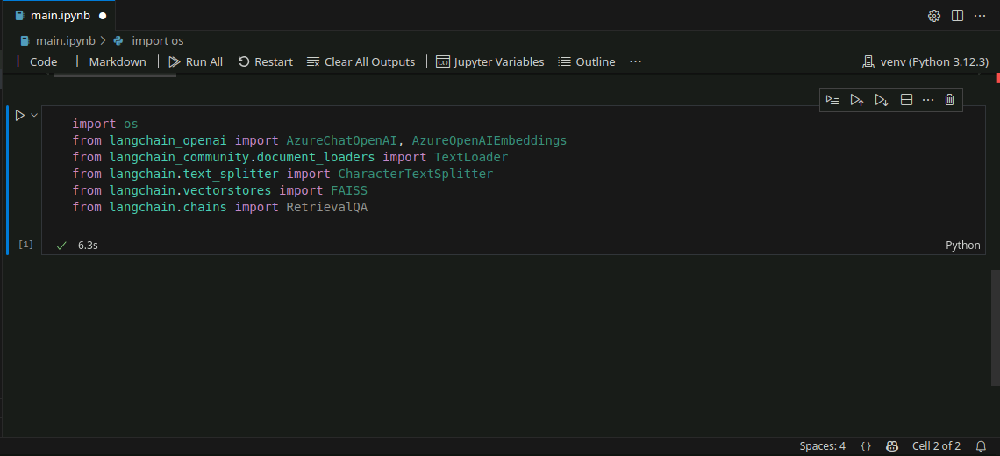 main.ipynb
main.ipynb > import os
+ Code + Markdown | Run All Restart Clear All Outputs | Jupyter Variables Outline ··· venv (Python 3.12.3)
import os
from langchain_openai import AzureChatOpenAI, AzureOpenAIEmbeddings
from langchain_community.document_loaders import TextLoader
from langchain.text_splitter import CharacterTextSplitter
from langchain.vectorstores import FAISS
from langchain.chains import RetrievalQA
[1] ✓ 6.3s Python
Spaces: 4 {} Cell 2 of 2